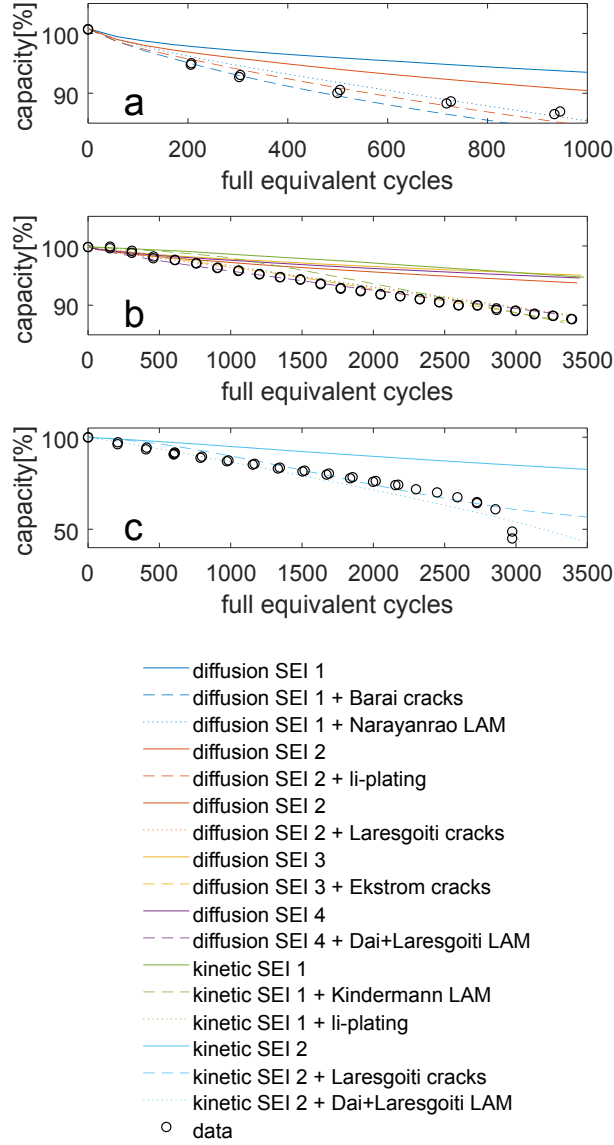 100
90
capacity[%]
a
0 200 400 600 800 1000
full equivalent cycles
100
90
capacity[%]
b
0 500 1000 1500 2000 2500 3000 3500
full equivalent cycles
100
50
capacity[%]
c
0 500 1000 1500 2000 2500 3000 3500
full equivalent cycles
diffusion SEI 1
diffusion SEI 1 + Barai cracks
diffusion SEI 1 + Narayanrao LAM
diffusion SEI 2
diffusion SEI 2 + li-plating
diffusion SEI 2
diffusion SEI 2 + Laresgoiti cracks
diffusion SEI 3
diffusion SEI 3 + Ekstrom cracks
diffusion SEI 4
diffusion SEI 4 + Dai+Laresgoiti LAM
kinetic SEI 1
kinetic SEI 1 + Kindermann LAM
kinetic SEI 1 + li-plating
kinetic SEI 2
kinetic SEI 2 + Laresgoiti cracks
kinetic SEI 2 + Dai+Laresgoiti LAM
data